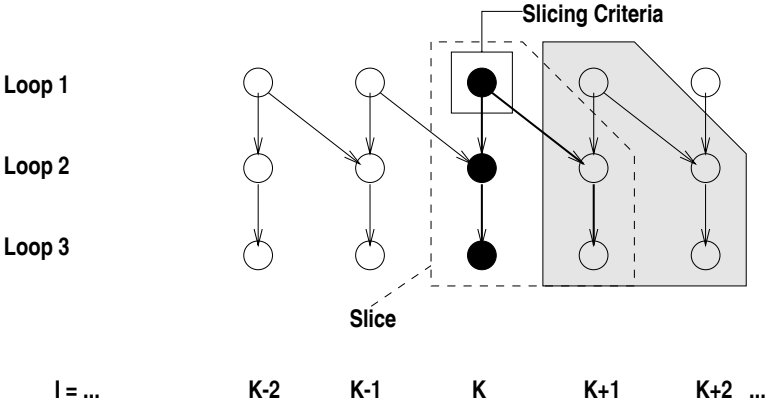 Slicing Criteria
Loop 1
Loop 2
Loop 3
Slice
I = ... K-2 K-1 K K+1 K+2 ...